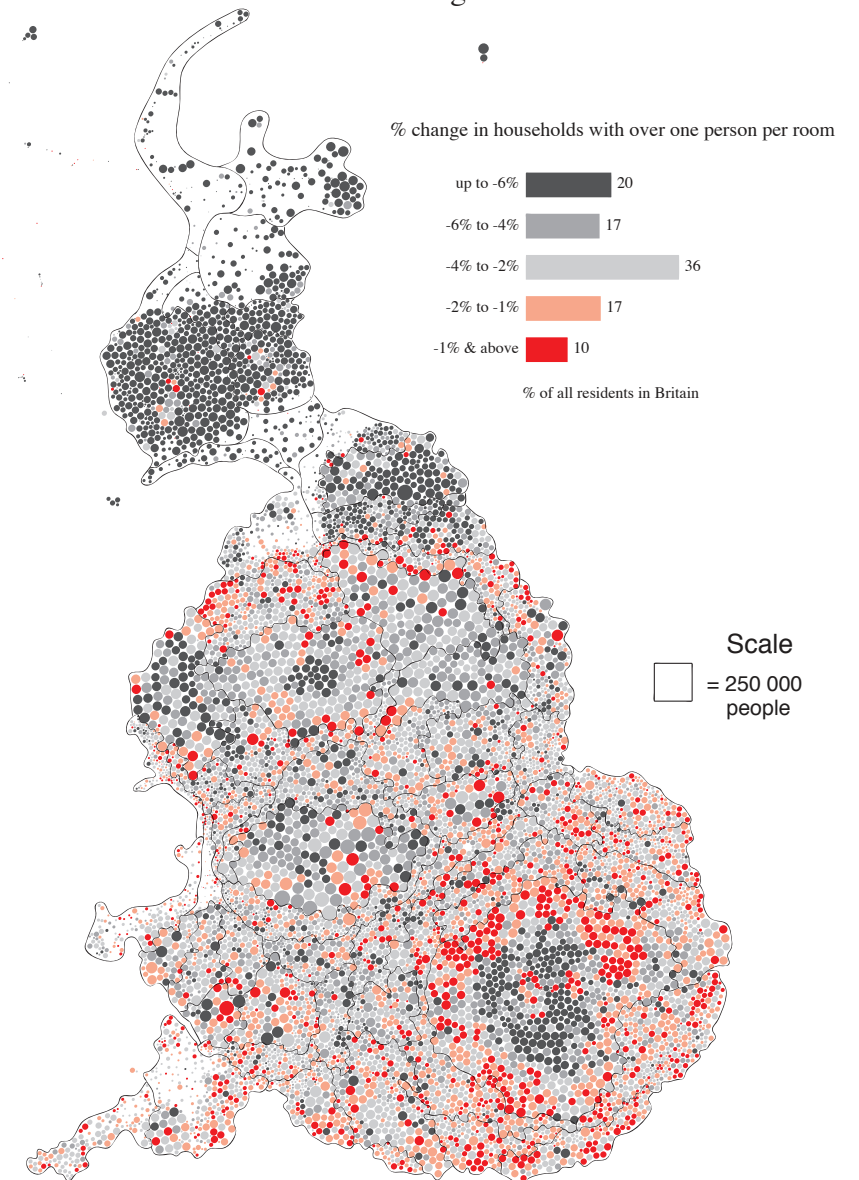 % change in households with over one person per room
up to -6% 20
-6% to -4% 17
-4% to -2% 36
-2% to -1% 17
-1% & above 10
% of all residents in Britain
Scale
= 250 000
people